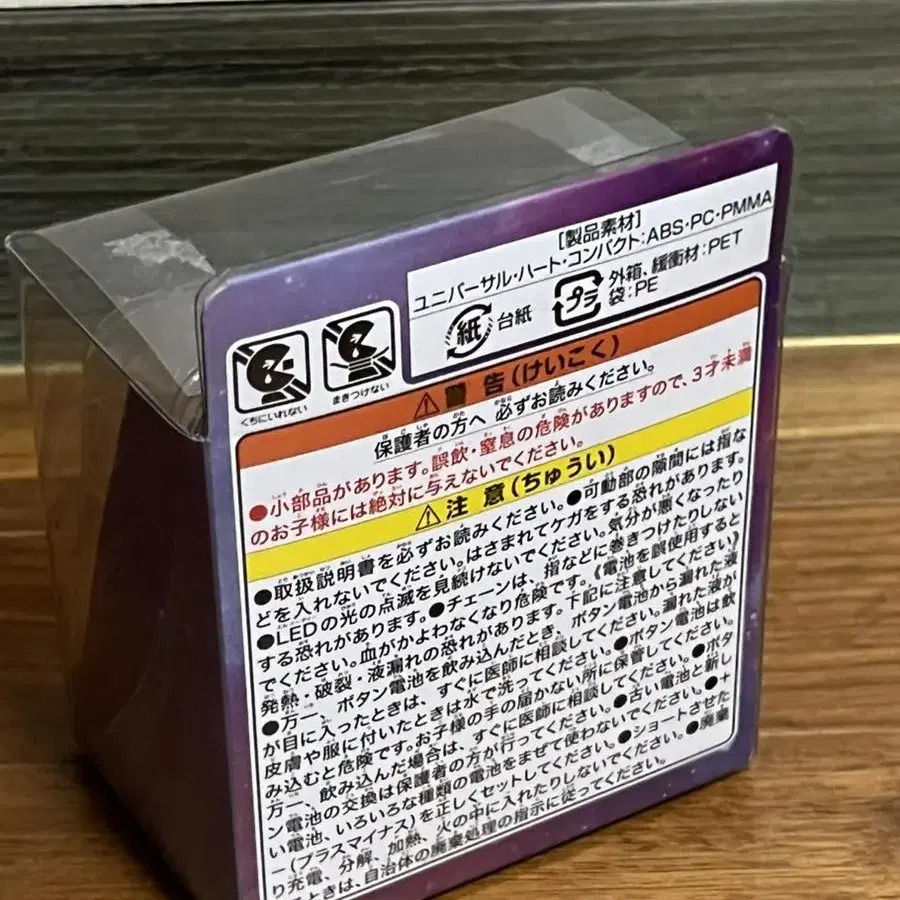 [製品素材]
ユニバーサル・ハート・コンパクト:ABS・PC・PMMA
紙 台紙
プラ 外箱、緩衝材:PET
袋:PE
くちにいれない
まきつけない
⚠警告(けいこく)
保護者の方へ 必ずお読みください。
●小部品があります。誤飲・窒息の危険がありますので、3才未満
のお子様には絶対に与えないでください。
⚠注意(ちゅうい)
●取扱説明書を必ずお読みください。●可動部の隙間には指な
どを入れないでください。はさまれてケガをする恐れがあります。
●LEDの光の点滅を見続けないでください。気分が悪くなったり
する恐れがあります。●チェーンは、指などに巻きつけたりしない
でください。血がかよわなくなり危険です。《電池を誤使用すると
発熱・破裂・液漏れの恐れがあります。下記に注意してください》
●万一、ボタン電池を飲み込んだとき、ボタン電池から漏れた液
が目に入ったときは、すぐに医師に相談してください。漏れた液が
皮膚や服に付いたときは水で洗ってください。●ボタン電池は飲
み込むと危険です。お子様の手の届かない所に保管してください。
万一、飲み込んだ場合は、すぐに医師に相談してください。●ボタ
ン電池の交換は保護者の方が行ってください。●古い電池と新し
い電池、いろいろな種類の電池をまぜて使わないでください。●+
−(プラスマイナス)を正しくセットしてください。●ショートさせた
り充電、分解、加熱、火の中に入れたりしないでください。●廃棄
ときは、自治体の廃棄処理の指示に従ってください。